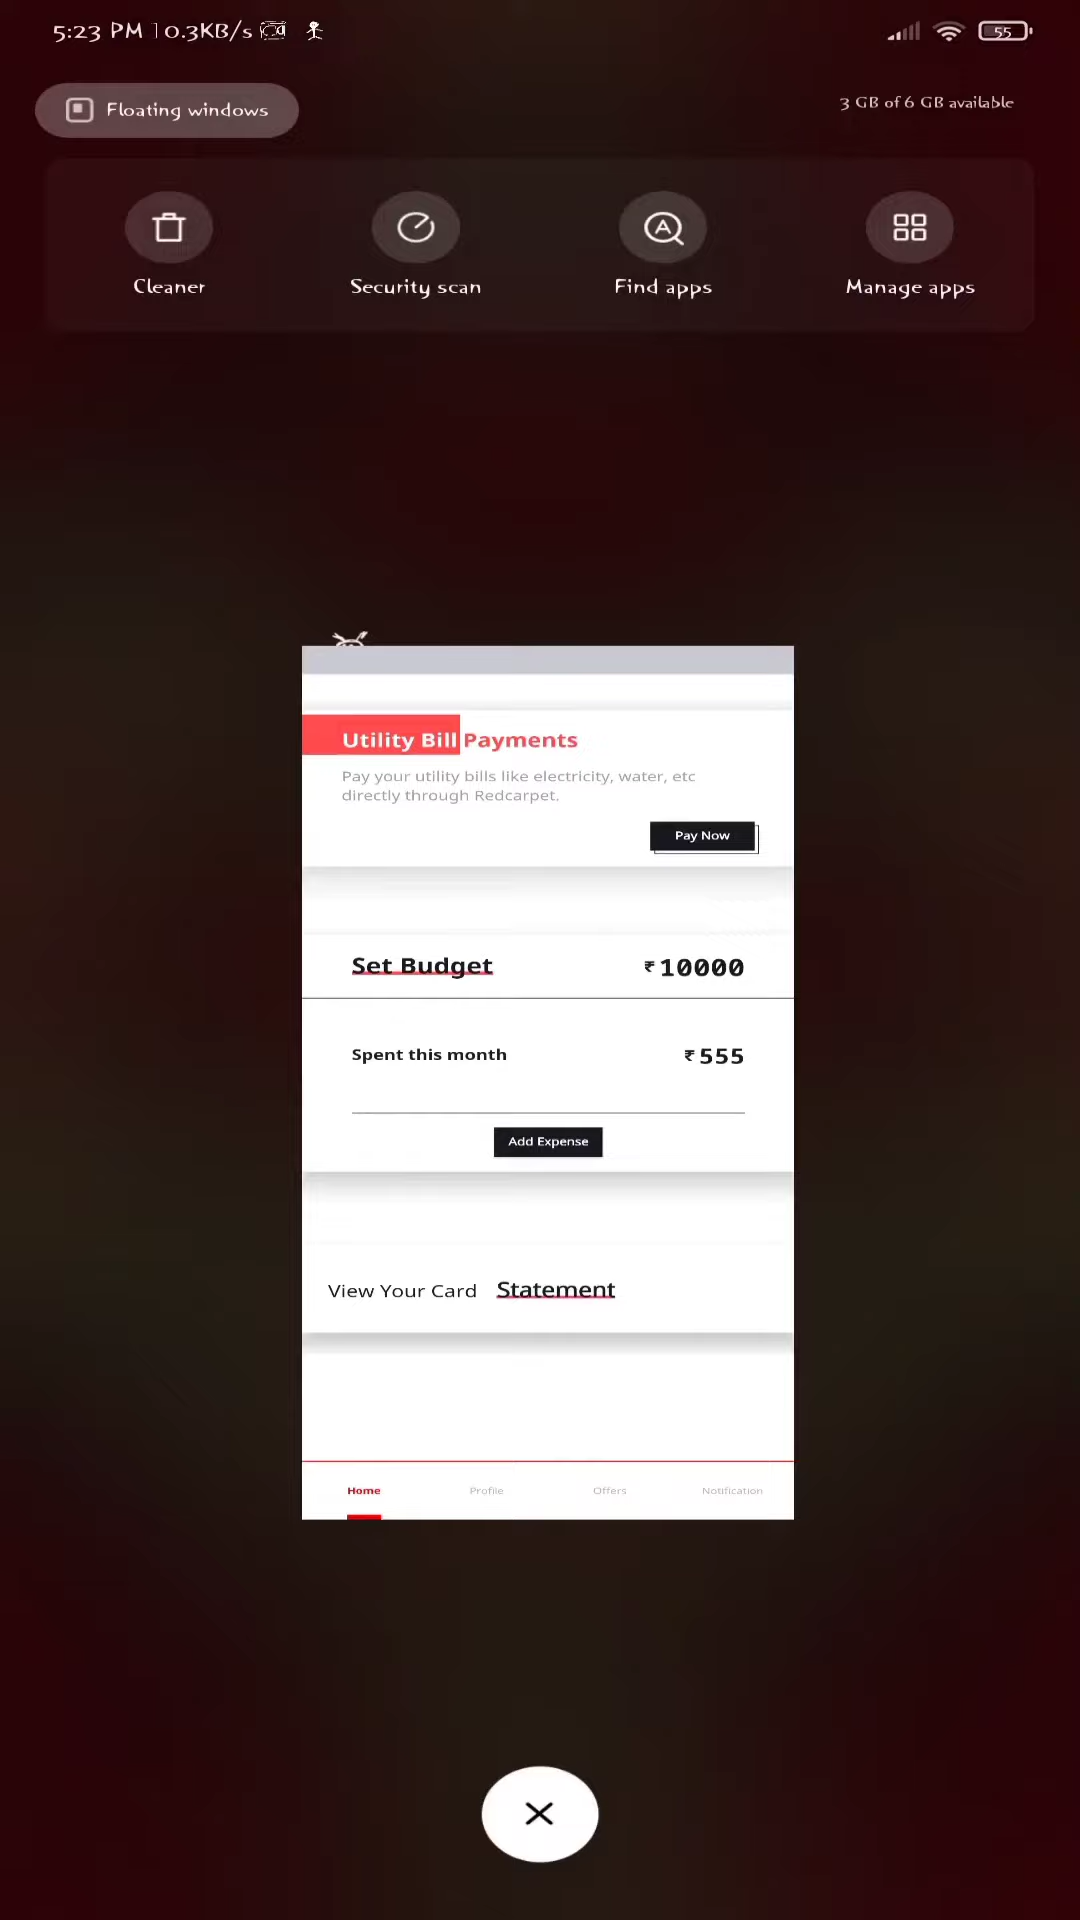 5:23 PM | 0.3KB/s
55
Floating windows
3 GB of 6 GB available
Cleaner
Security scan
Find apps
Manage apps
Utility Bill Payments
Pay your utility bills like electricity, water, etc
directly through Redcarpet.
Pay Now
Set Budget
₹10000
Spent this month
₹555
Add Expense
View Your Card Statement
Home
Profile
Offers
Notification